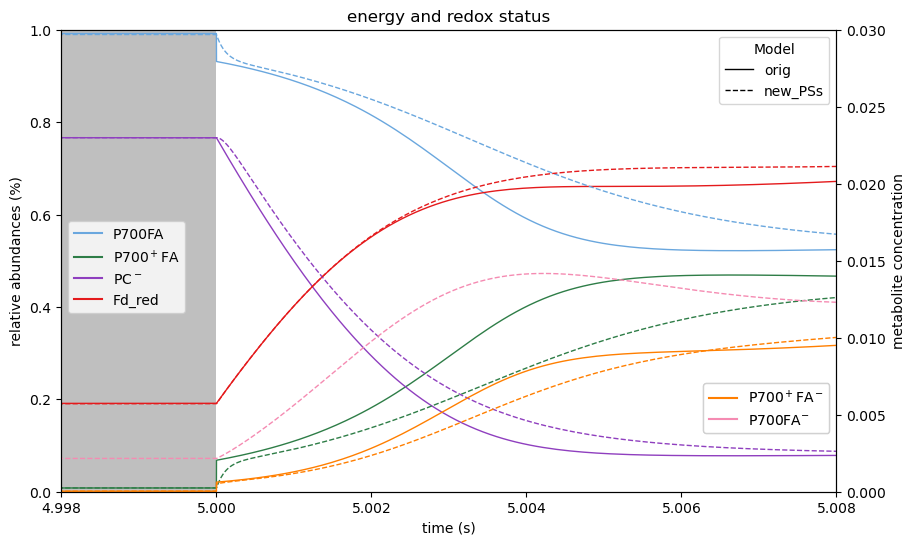 energy and redox status
1.0
0.8
0.6
0.4
0.2
0.0
relative abundances (%)
0.030
0.025
0.020
0.015
0.010
0.005
0.000
metabolite concentration
Model
orig
new_PSs
P700FA
P700⁺FA
PC⁻
Fd_red
P700⁺FA⁻
P700FA⁻
4.998
5.000
5.002
5.004
5.006
5.008
time (s)